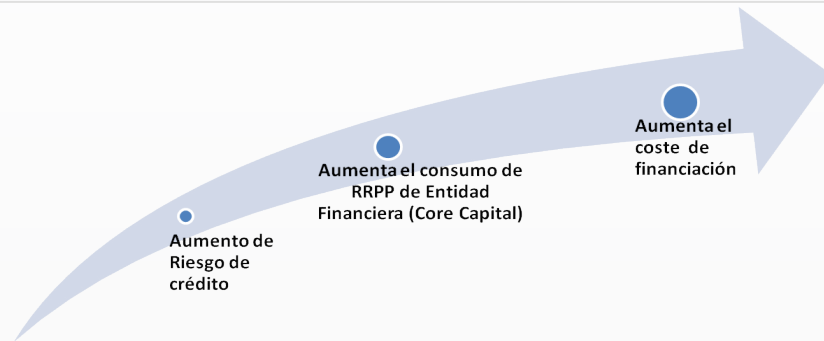 Aumento de
Riesgo de
crédito
Aumenta el consumo de
RRPP de Entidad
Financiera (Core Capital)
Aumenta el
coste de
financiación